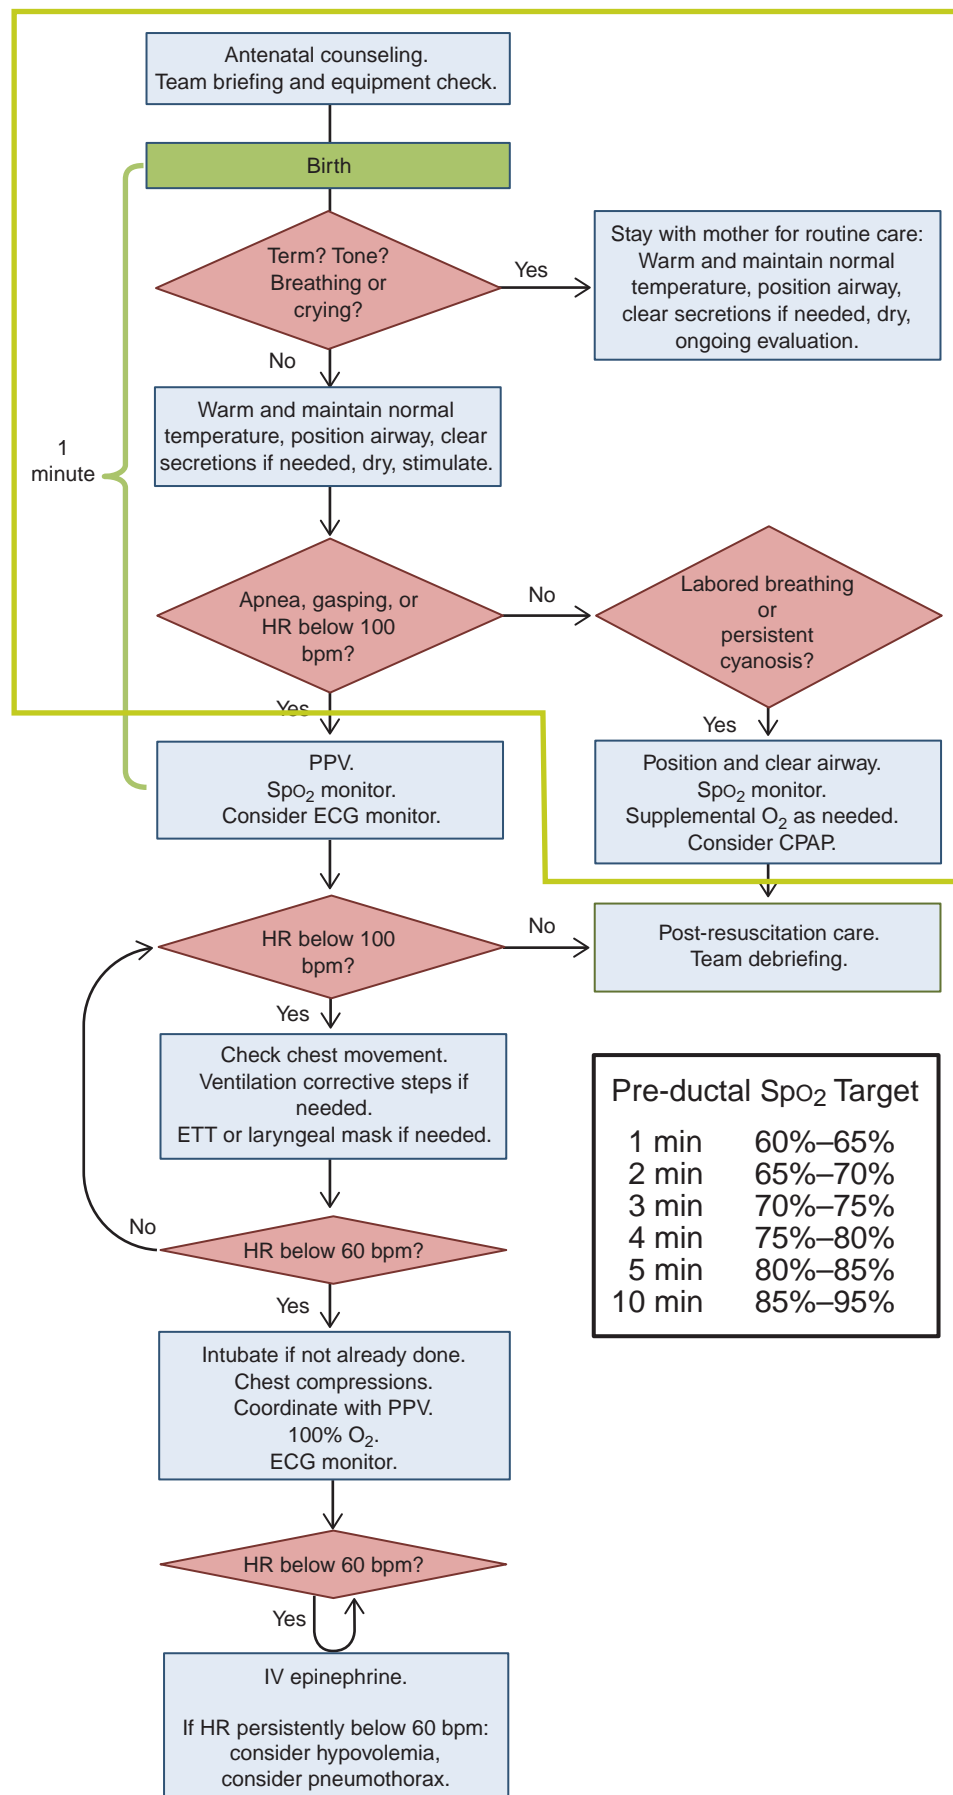 Antenatal counseling.
Team briefing and equipment check.
Birth
Term? Tone?
Breathing or
crying?
Yes
Stay with mother for routine care:
Warm and maintain normal
temperature, position airway,
clear secretions if needed, dry,
ongoing evaluation.
No
Warm and maintain normal
temperature, position airway, clear
secretions if needed, dry, stimulate.
1
minute
Apnea, gasping, or
HR below 100
bpm?
No
Labored breathing
or
persistent
cyanosis?
Yes
Yes
PPV.
SpO₂ monitor.
Consider ECG monitor.
Position and clear airway.
SpO₂ monitor.
Supplemental O₂ as needed.
Consider CPAP.
HR below 100
bpm?
No
Post-resuscitation care.
Team debriefing.
Yes
Check chest movement.
Ventilation corrective steps if
needed.
ETT or laryngeal mask if needed.
Pre-ductal SpO₂ Target
1 min 60%–65%
2 min 65%–70%
3 min 70%–75%
4 min 75%–80%
5 min 80%–85%
10 min 85%–95%
No
HR below 60 bpm?
Yes
Intubate if not already done.
Chest compressions.
Coordinate with PPV.
100% O₂.
ECG monitor.
HR below 60 bpm?
Yes
IV epinephrine.
If HR persistently below 60 bpm:
consider hypovolemia,
consider pneumothorax.